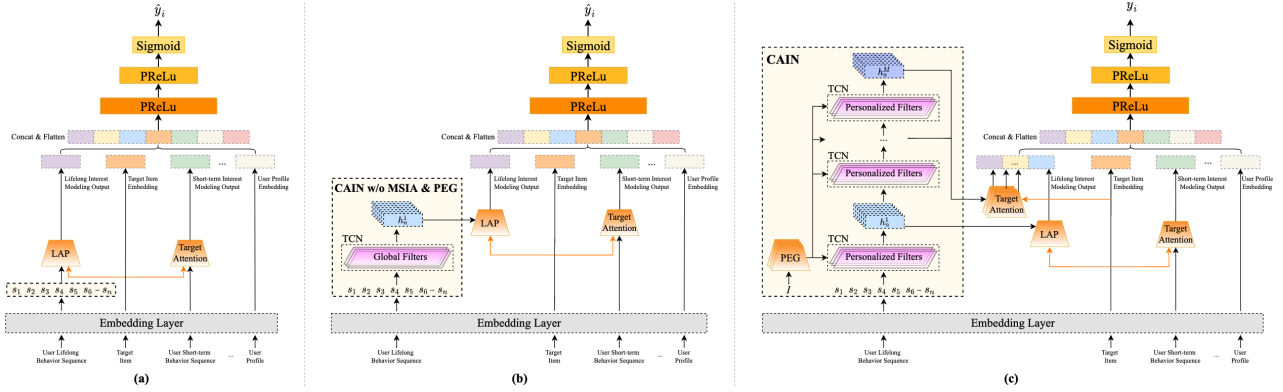 ŷᵢ
Sigmoid
PReLu
PReLu
Concat & Flatten
...
Lifelong Interest
Modeling Output
Target Item
Embedding
Short-term Interest
Modeling Output
User Profile
Embedding
LAP
Target
Attention
s₁ s₂ s₃ s₄ s₅ s₆ ··· sₙ
Embedding Layer
User Lifelong
Behavior Sequence
Target
Item
User Short-term
Behavior Sequence
...
User
Profile
(a)
ŷᵢ
Sigmoid
PReLu
PReLu
Concat & Flatten
...
Lifelong Interest
Modeling Output
Target Item
Embedding
Short-term Interest
Modeling Output
User Profile
Embedding
CAIN w/o MSIA & PEG
hₙ¹
TCN
Global Filters
LAP
Target
Attention
s₁ s₂ s₃ s₄ s₅ s₆ ··· sₙ
Embedding Layer
User Lifelong
Behavior Sequence
Target
Item
User Short-term
Behavior Sequence
...
User
Profile
(b)
yᵢ
Sigmoid
PReLu
PReLu
Concat & Flatten
...
...
Lifelong Interest
Modeling Output
Target Item
Embedding
Short-term Interest
Modeling Output
User Profile
Embedding
CAIN
hₙᴹ
TCN
Personalized Filters
...
TCN
Personalized Filters
hₙ¹
TCN
Personalized Filters
PEG
I
Target
Attention
LAP
Target
Attention
s₁ s₂ s₃ s₄ s₅ s₆ ··· sₙ
Embedding Layer
User Lifelong
Behavior Sequence
Target
Item
User Short-term
Behavior Sequence
...
User
Profile
(c)